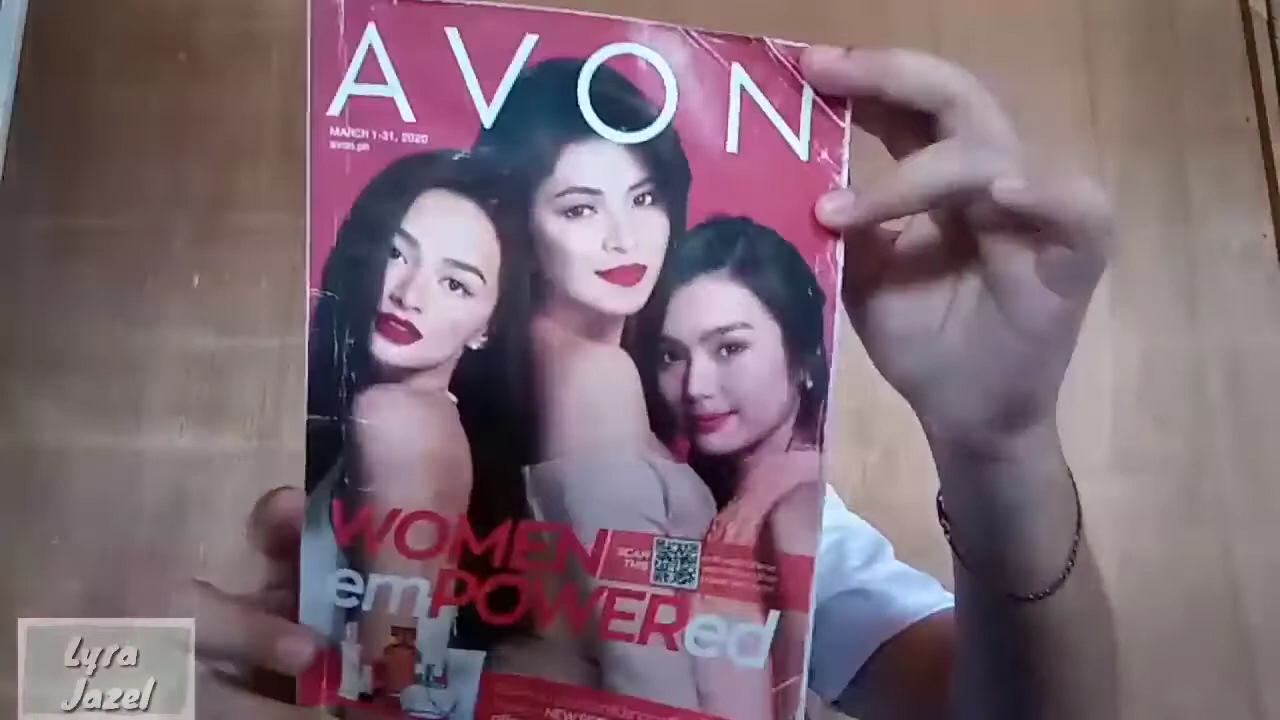 AVON
MARCH 1-31, 2020
avon.ph
WOMEN
SCAN
THIS
emPOWERed
Lyra
Jazel